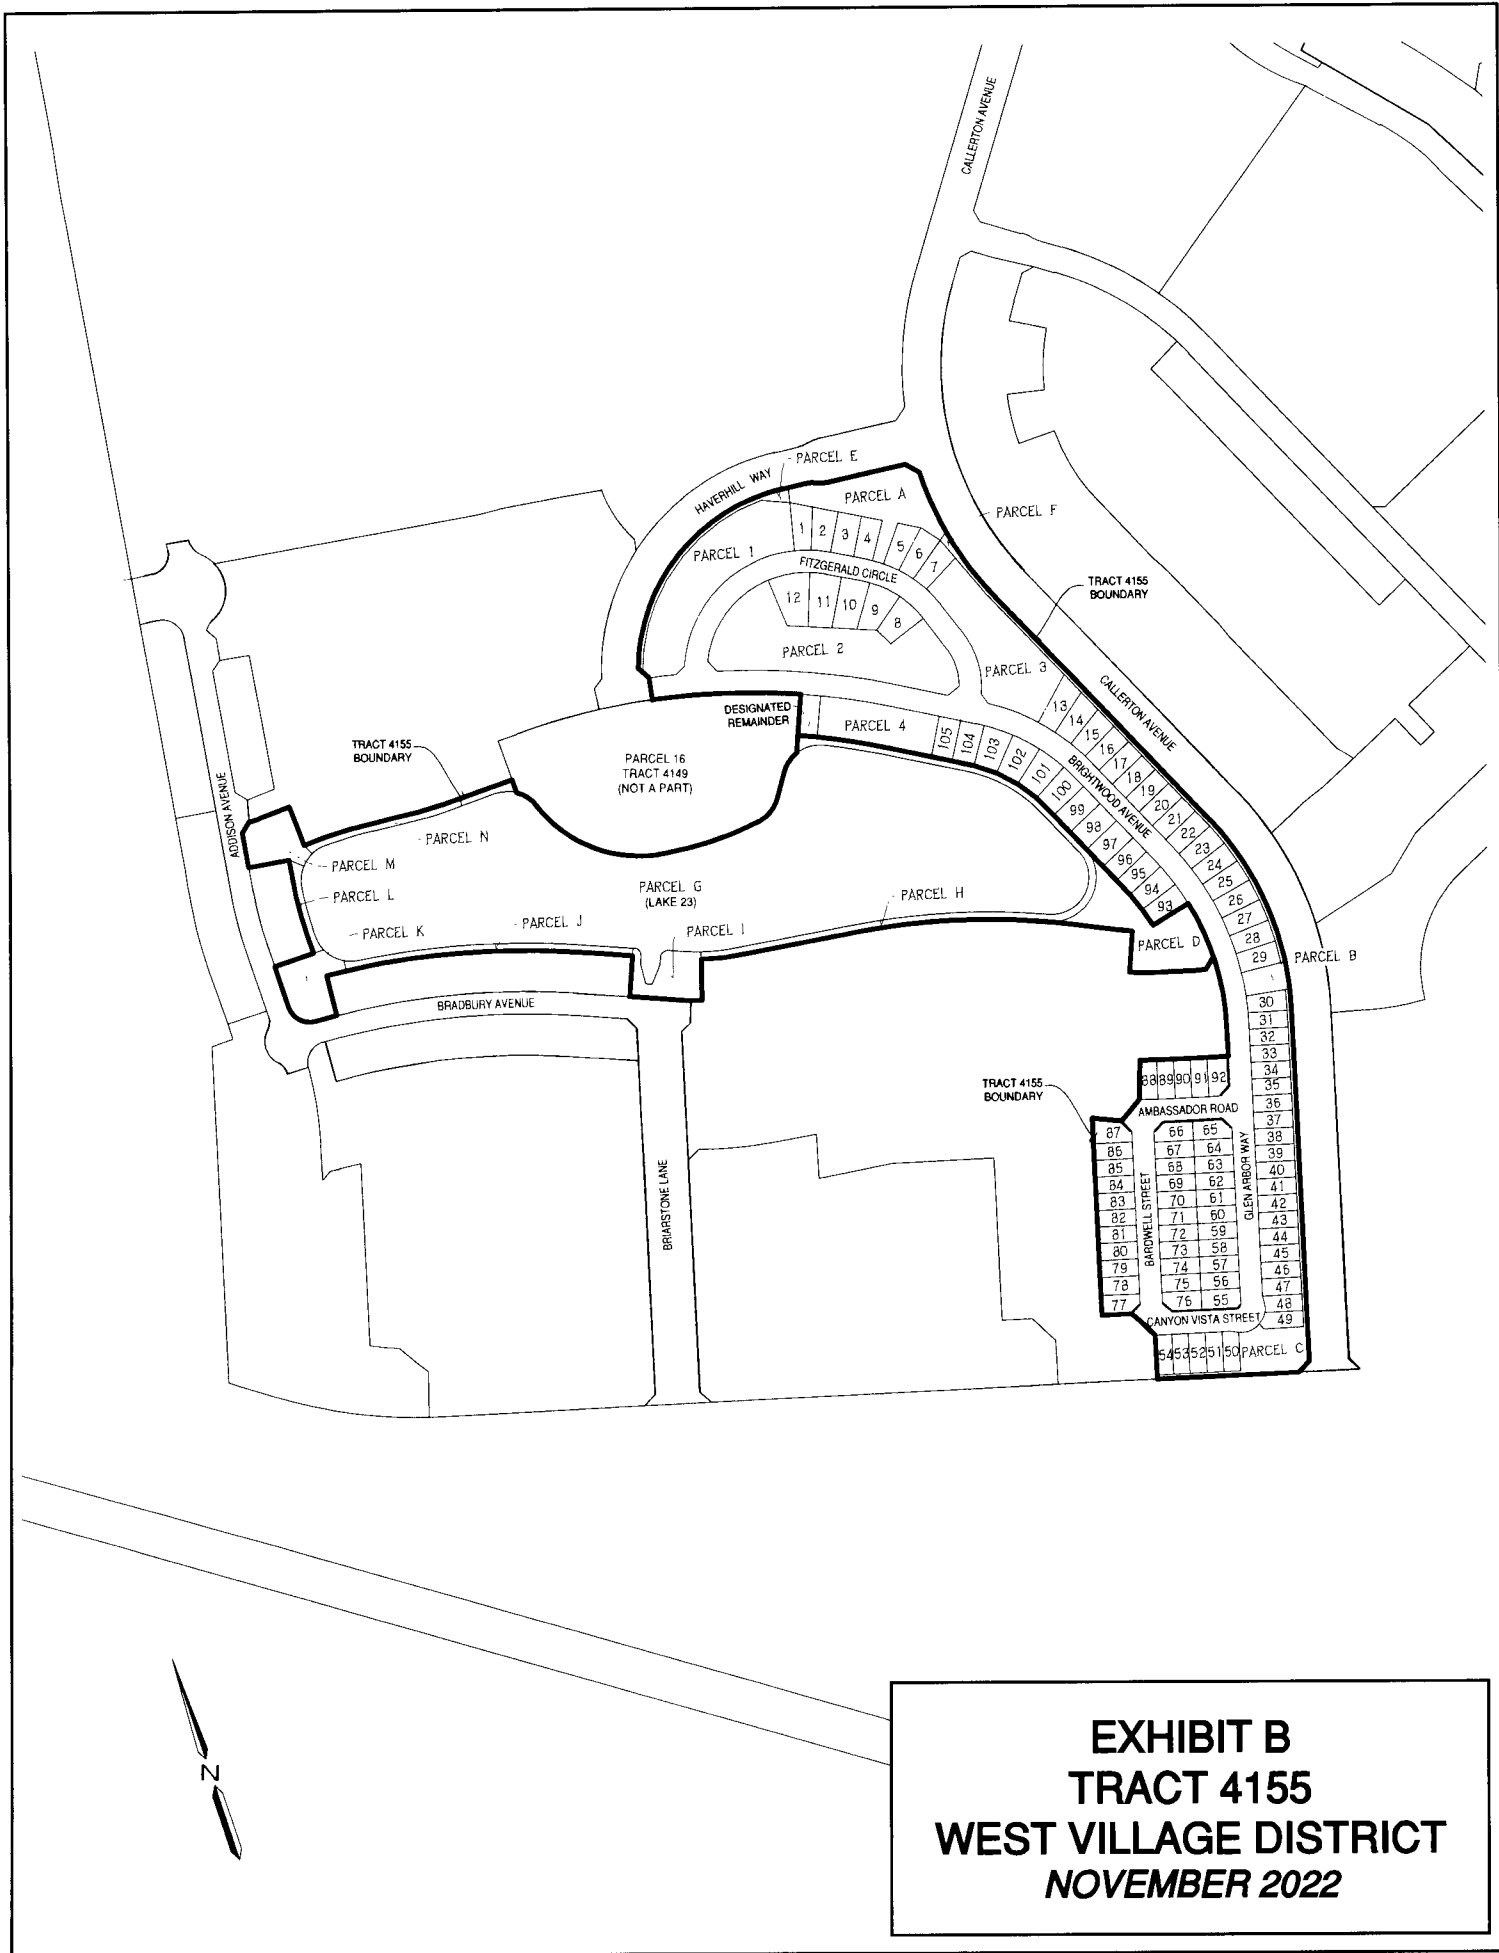 CALLERTON AVENUE
PARCEL E
HAVERHILL WAY
PARCEL A
PARCEL F
1
2
3
4
5
6
7
PARCEL 1
FITZGERALD CIRCLE
TRACT 4155
BOUNDARY
12
11
10
9
8
PARCEL 2
PARCEL 3
CALLERTON AVENUE
DESIGNATED
REMAINDER
PARCEL 4
105
104
103
102
101
100
99
98
97
96
95
94
93
13
14
15
16
17
18
19
20
21
22
23
24
25
26
27
28
29
BRIGHTWOOD AVENUE
TRACT 4155
BOUNDARY
PARCEL 16
TRACT 4149
(NOT A PART)
ADDISON AVENUE
PARCEL N
PARCEL M
PARCEL L
PARCEL G
(LAKE 23)
PARCEL H
PARCEL K
PARCEL J
PARCEL I
PARCEL D
PARCEL B
BRADBURY AVENUE
30
31
32
33
34
35
36
37
38
39
40
41
42
43
44
45
46
47
48
49
TRACT 4155
BOUNDARY
88
89
90
91
92
AMBASSADOR ROAD
87
86
85
84
83
82
81
80
79
78
77
BARDWELL STREET
66
67
68
69
70
71
72
73
74
75
76
65
64
63
62
61
60
59
58
57
56
55
GLEN ARBOR WAY
BRIARSTONE LANE
CANYON VISTA STREET
54
53
52
51
50
PARCEL C
N
EXHIBIT B
TRACT 4155
WEST VILLAGE DISTRICT
NOVEMBER 2022